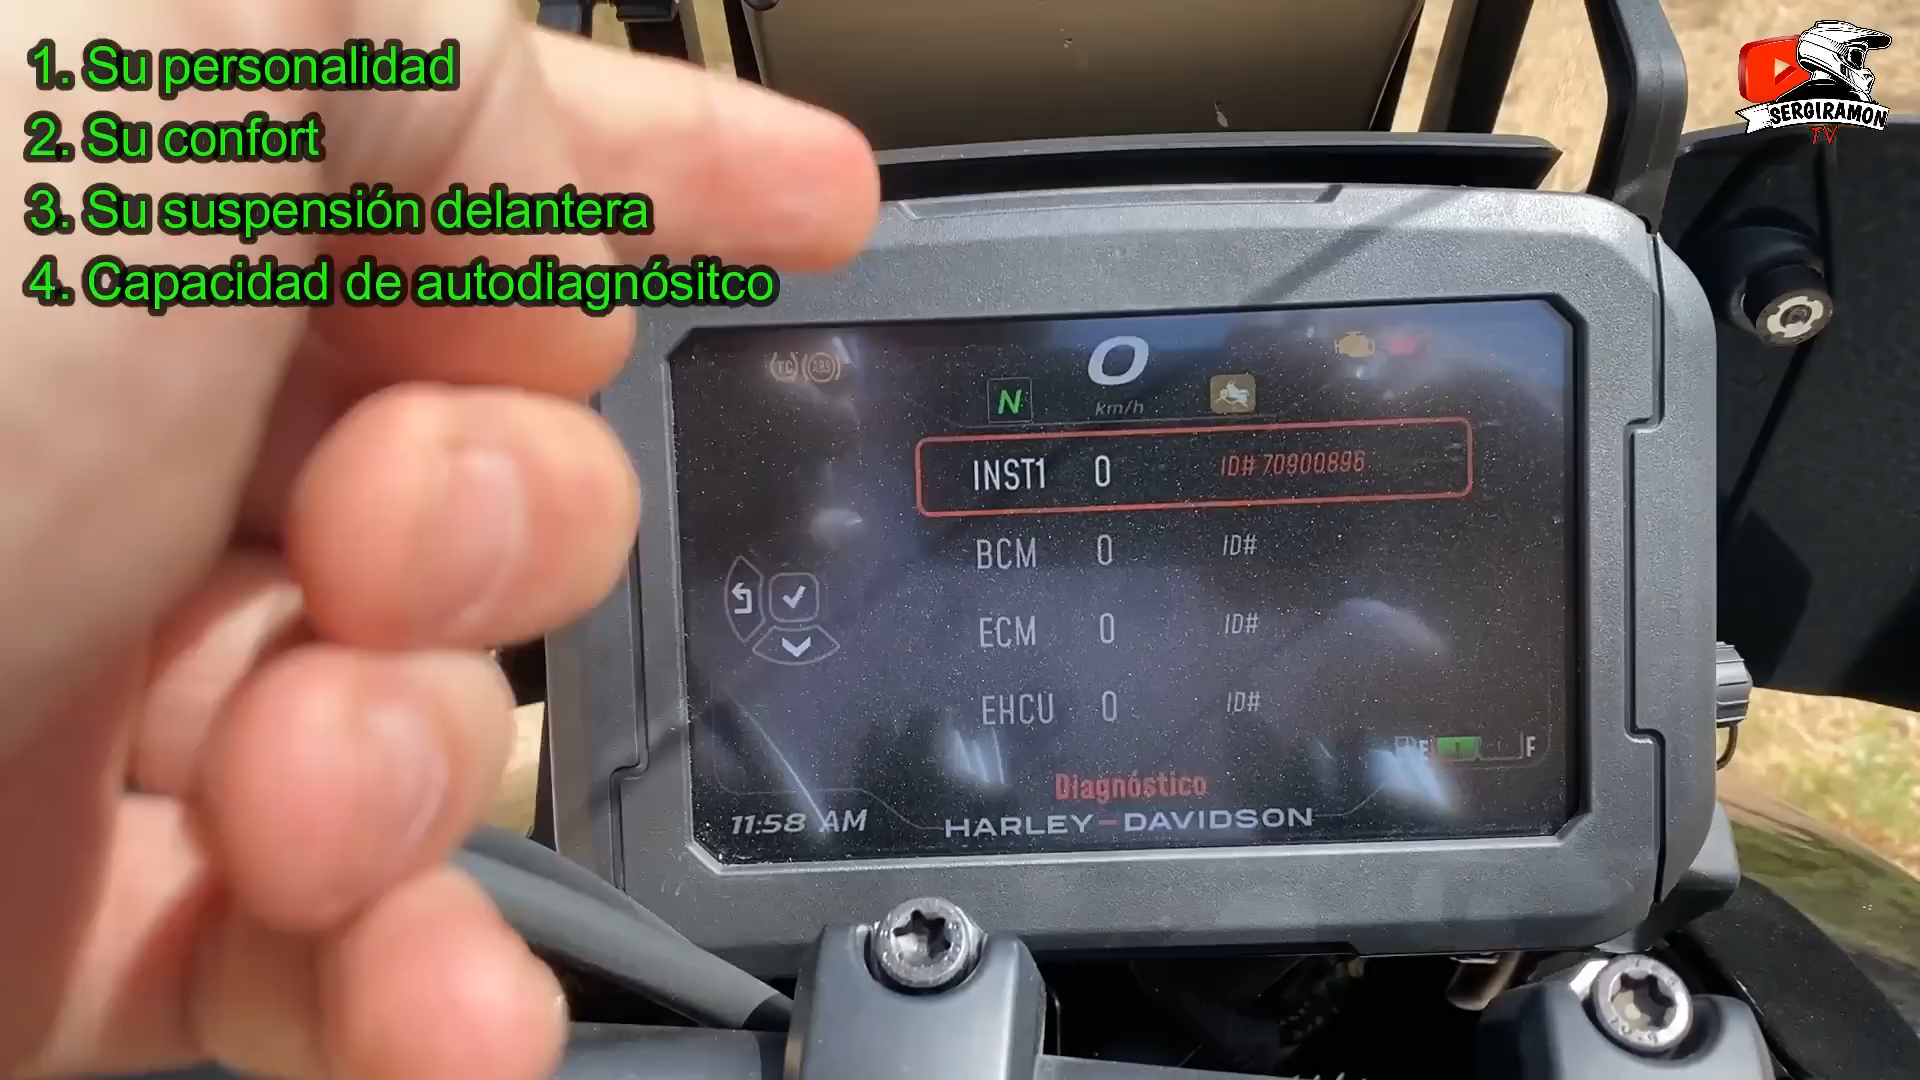 1. Su personalidad
2. Su confort
3. Su suspensión delantera
4. Capacidad de autodiagnósitco
SERGIRAMON
TV
TC ABS
0
N
km/h
INST1 0 ID# 70900896
BCM 0 ID#
ECM 0 ID#
EHCU 0 ID#
E F
Diagnóstico
11:58 AM
HARLEY-DAVIDSON